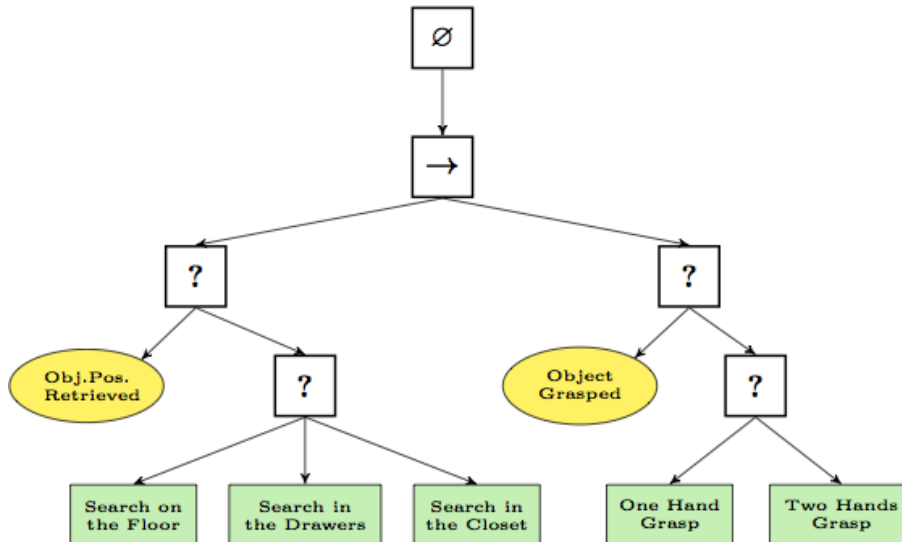 ∅
→
?
?
Obj.Pos.
Retrieved
?
Object
Grasped
?
Search on
the Floor
Search in
the Drawers
Search in
the Closet
One Hand
Grasp
Two Hands
Grasp